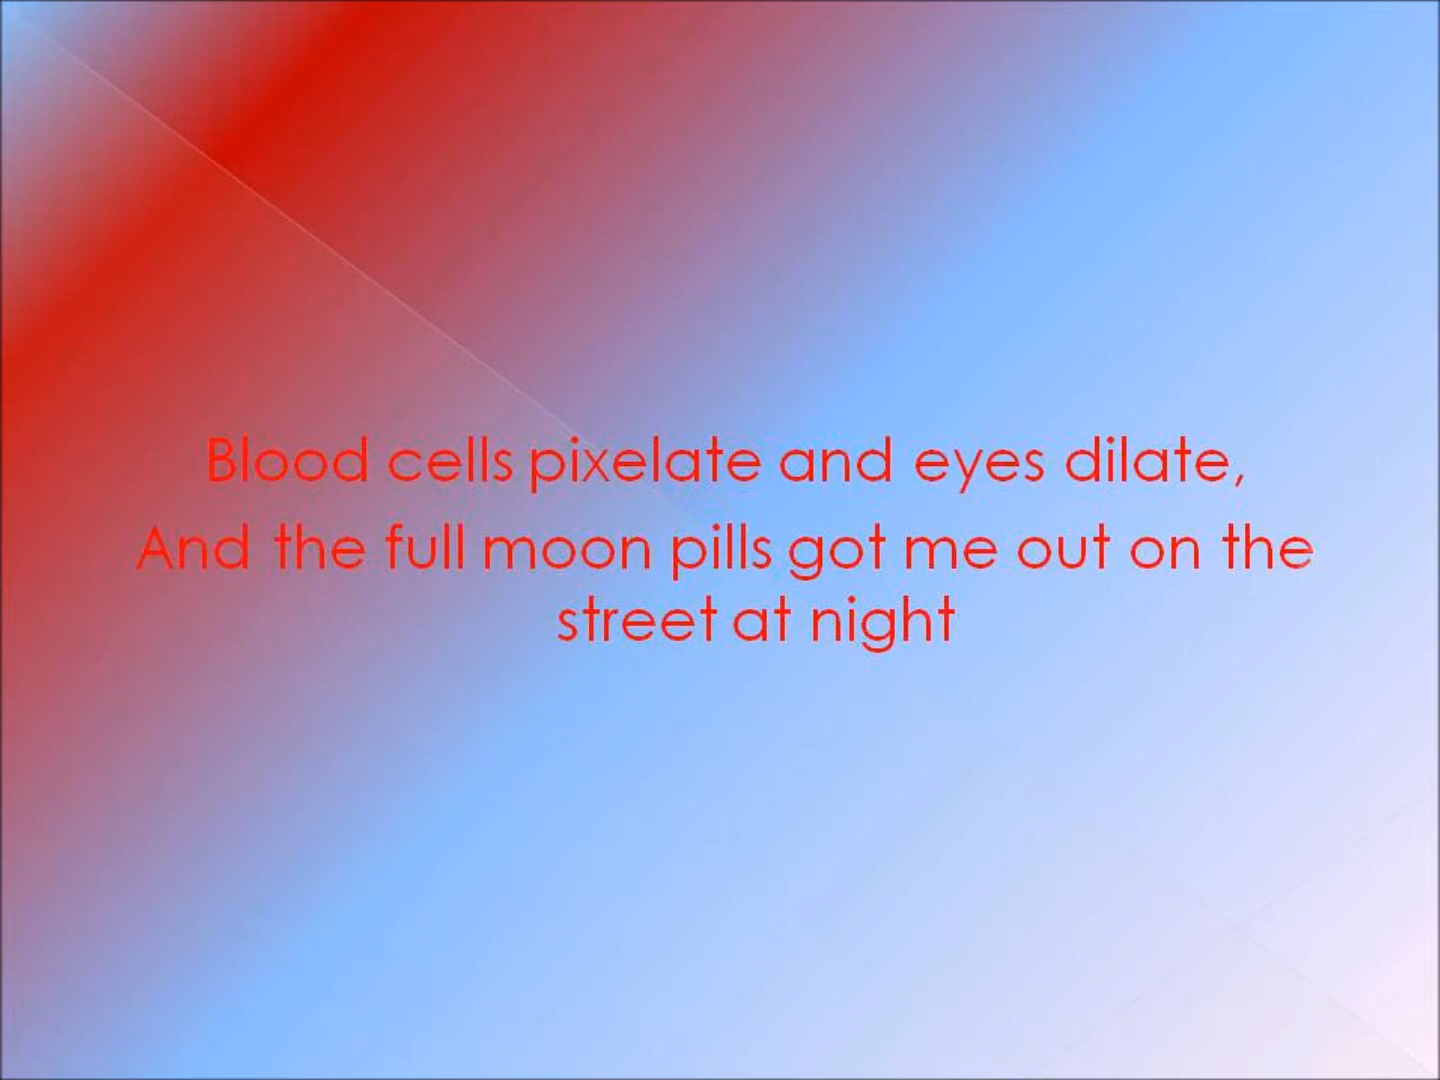 Blood cells pixelate and eyes dilate,
And the full moon pills got me out on the
street at night